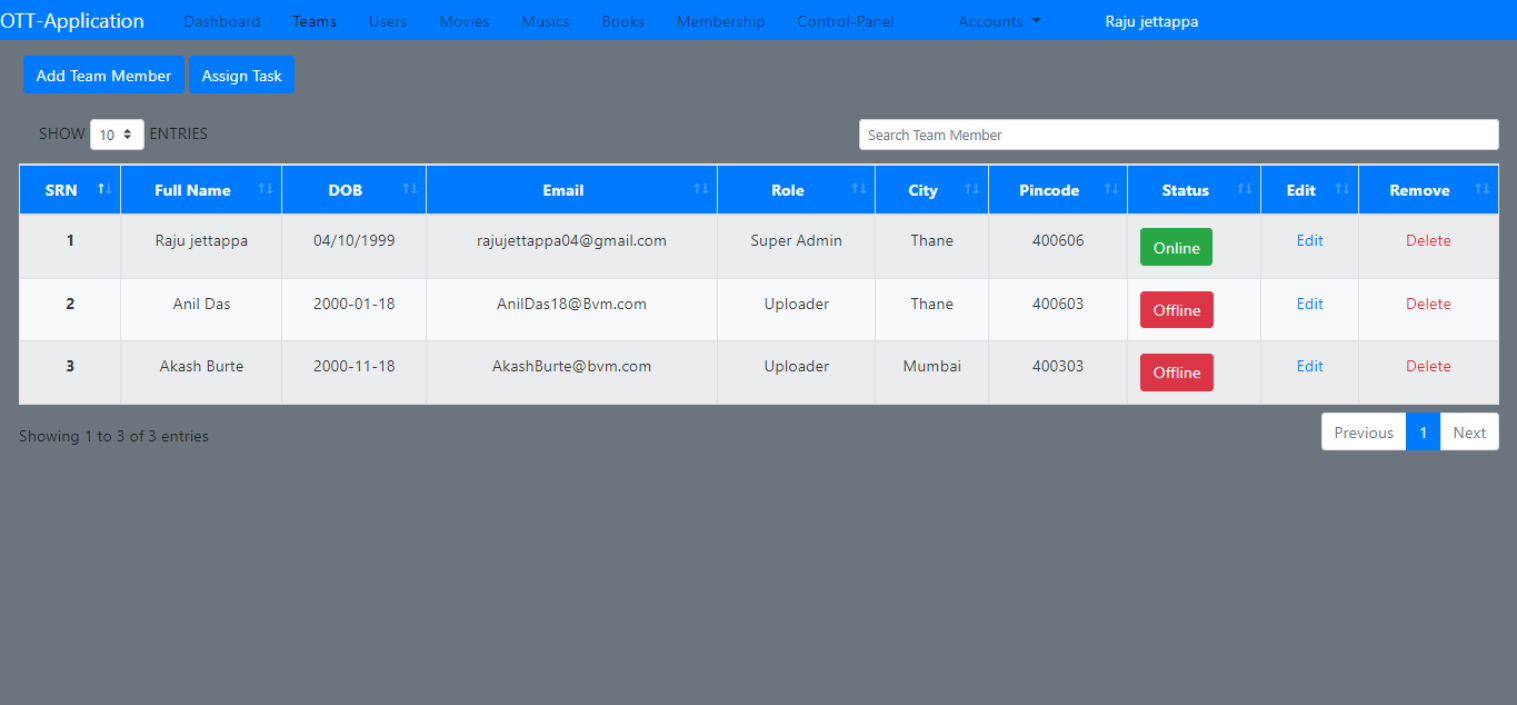 OTT-Application Dashboard Teams Users Movies Musics Books Membership Control-Panel Accounts Raju jettappa
Add Team Member Assign Task
SHOW 10 ENTRIES Search Team Member
SRN Full Name DOB Email Role City Pincode Status Edit Remove
1 Raju jettappa 04/10/1999 rajujettappa04@gmail.com Super Admin Thane 400606 Online Edit Delete
2 Anil Das 2000-01-18 AnilDas18@Bvm.com Uploader Thane 400603 Offline Edit Delete
3 Akash Burte 2000-11-18 AkashBurte@bvm.com Uploader Mumbai 400303 Offline Edit Delete
Showing 1 to 3 of 3 entries Previous 1 Next